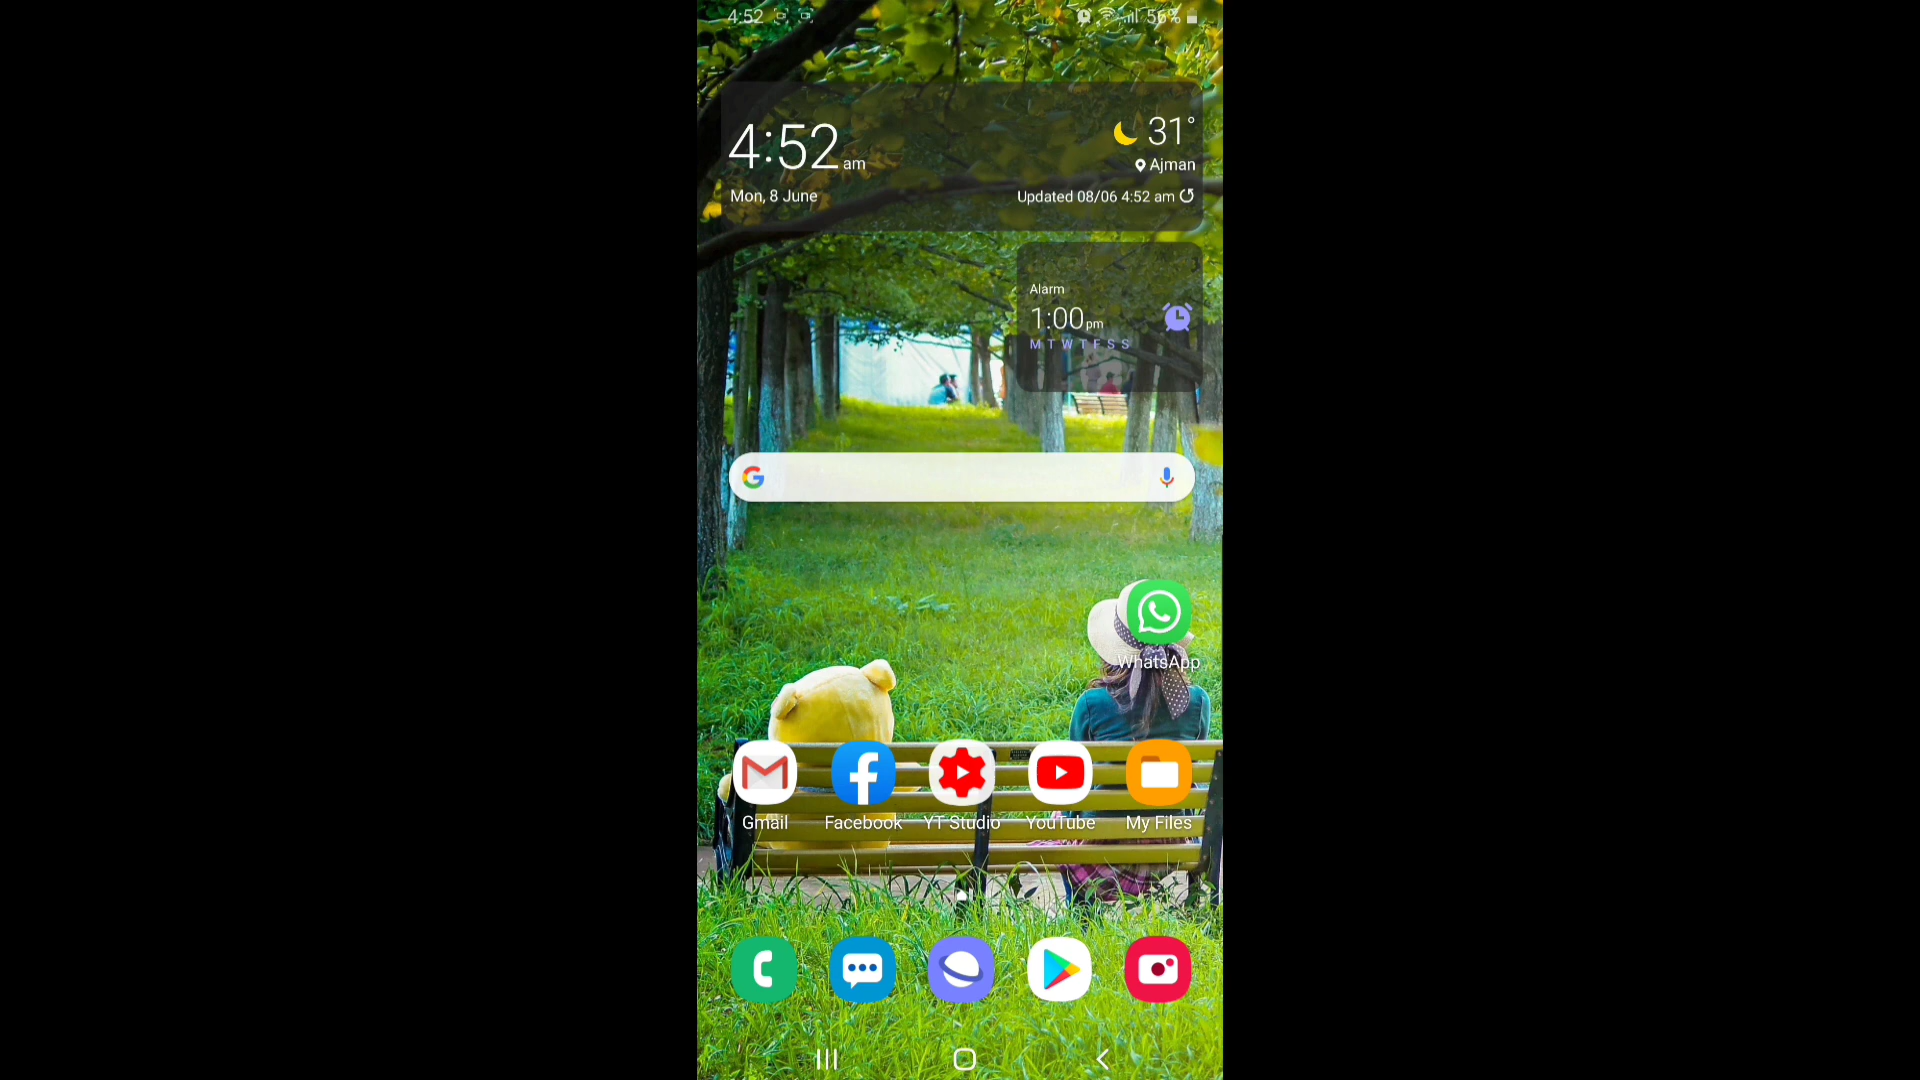 4:52
56%
4:52 am
31°
Ajman
Mon, 8 June
Updated 08/06 4:52 am
Alarm
1:00 pm
M T W T F S S
WhatsApp
Gmail
Facebook
YT Studio
YouTube
My Files